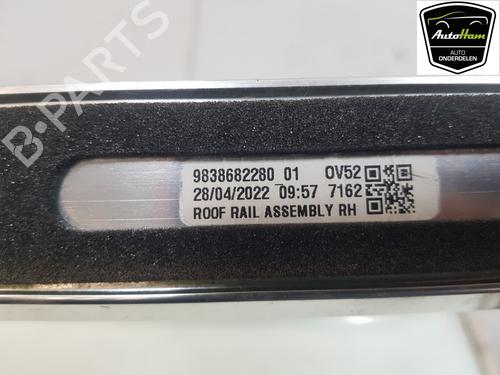 AutoHam
AUTO
ONDERDELEN
B-PARTS
9838682280 01 OV52
28/04/2022 09:57 7162
ROOF RAIL ASSEMBLY RH